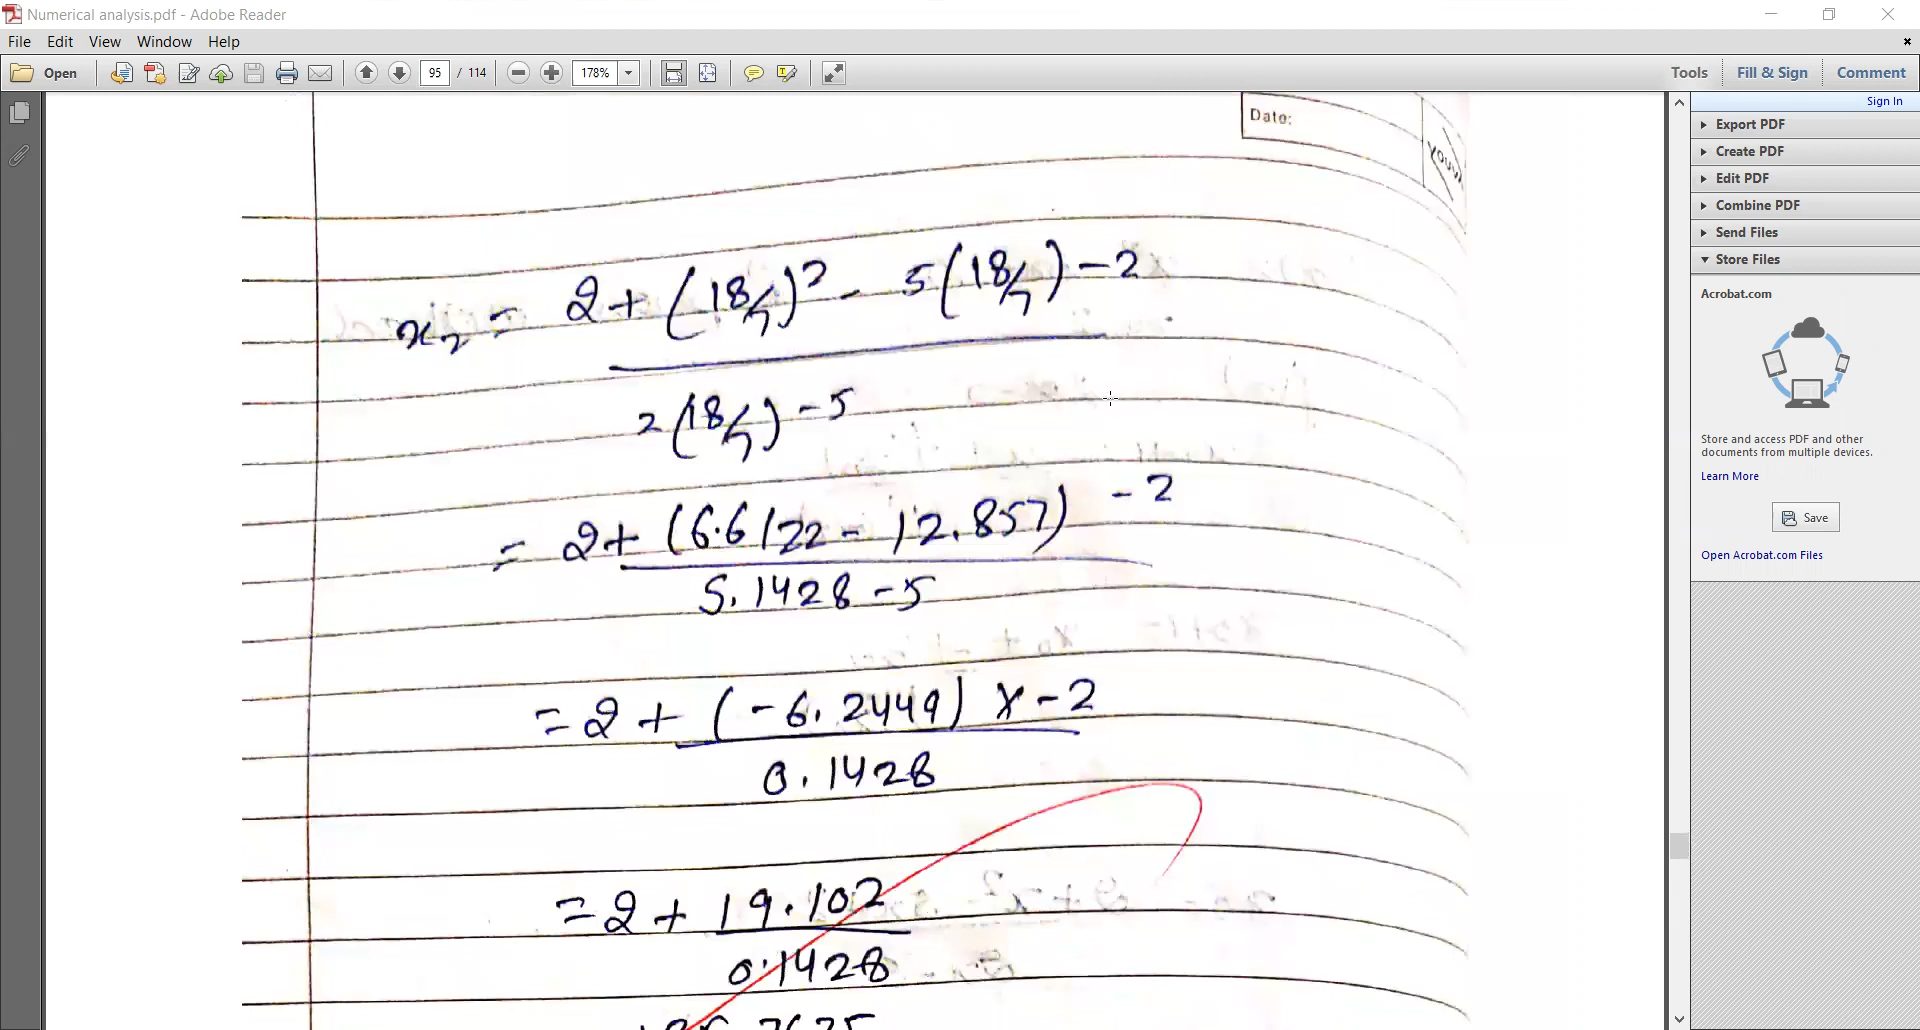 Numerical analysis.pdf - Adobe Reader
File Edit View Window Help
Open 95 / 114 178% Tools Fill & Sign Comment
Sign In
Export PDF
Create PDF
Edit PDF
Combine PDF
Send Files
Store Files
Acrobat.com
Store and access PDF and other
documents from multiple devices.
Learn More
Save
Open Acrobat.com Files
Date:
x₂ = 2 + (18/7)² - 5(18/7) - 2
2(18/7) - 5
= 2 + (6.6122 - 12.857) - 2
5.1428 - 5
= 2 + (-6.2449) x - 2
0.1428
= 2 + 19.102
0.1428